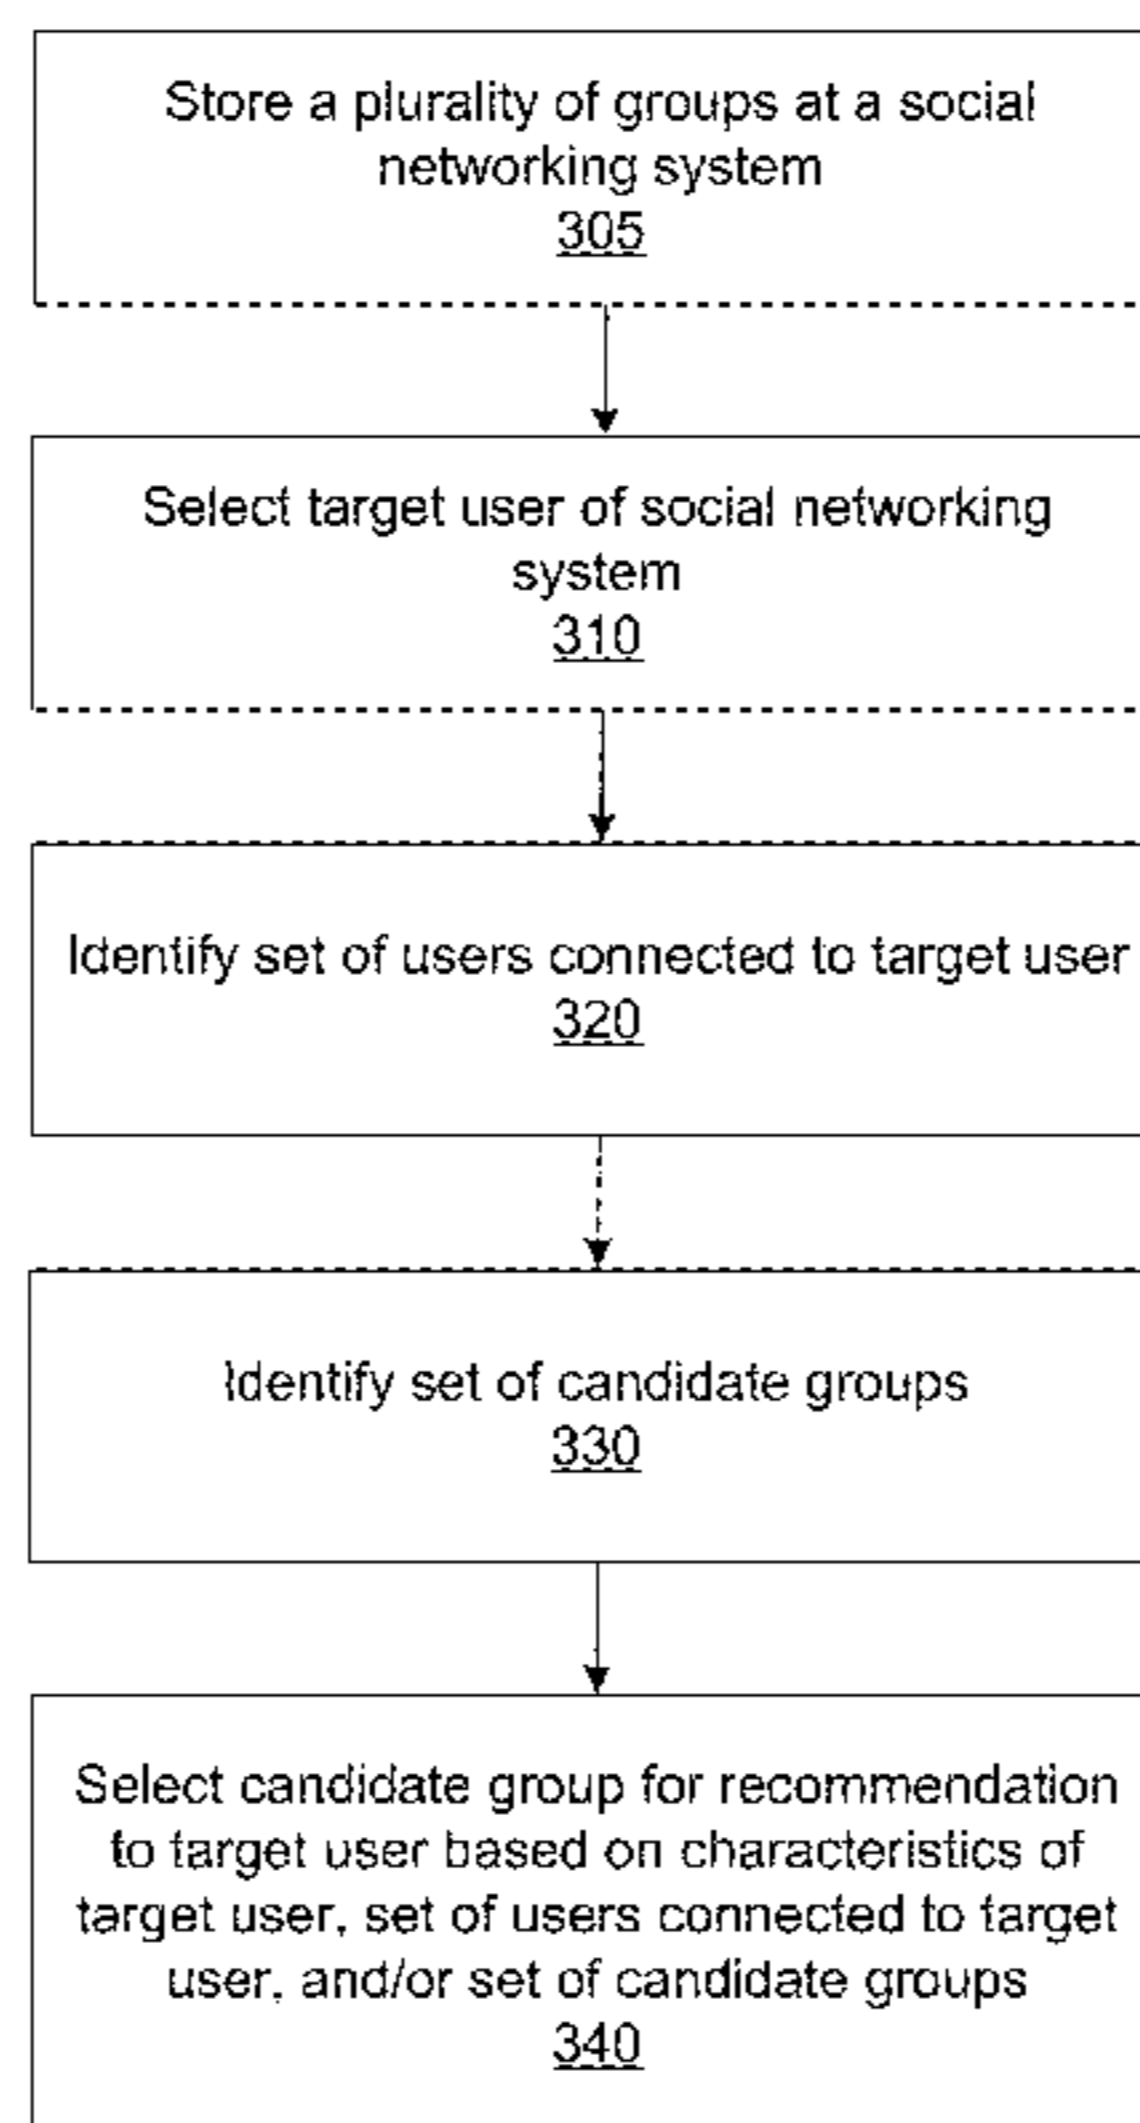 Store a plurality of groups at a social
networking system
305
Select target user of social networking
system
310
Identify set of users connected to target user
320
Identify set of candidate groups
330
Select candidate group for recommendation
to target user based on characteristics of
target user, set of users connected to target
user, and/or set of candidate groups
340